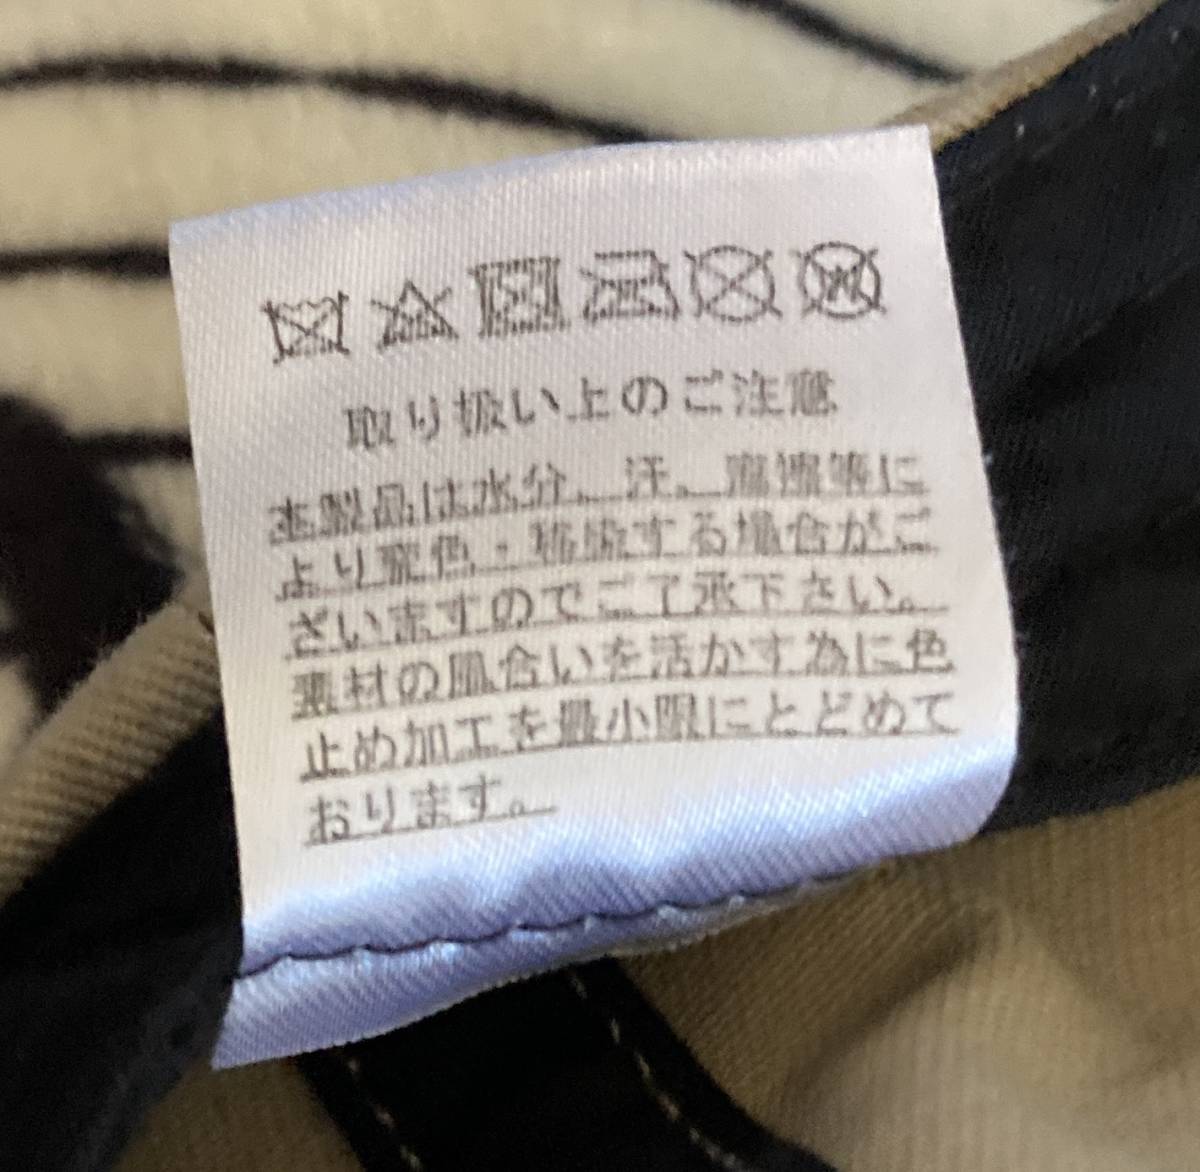 取り扱い上のご注意
本製品は水分、汗、摩擦等に
より変色・移染する場合がご
ざいますのでご了承下さい。
素材の風合いを活かす為に色
止め加工を最小限にとどめて
おります。